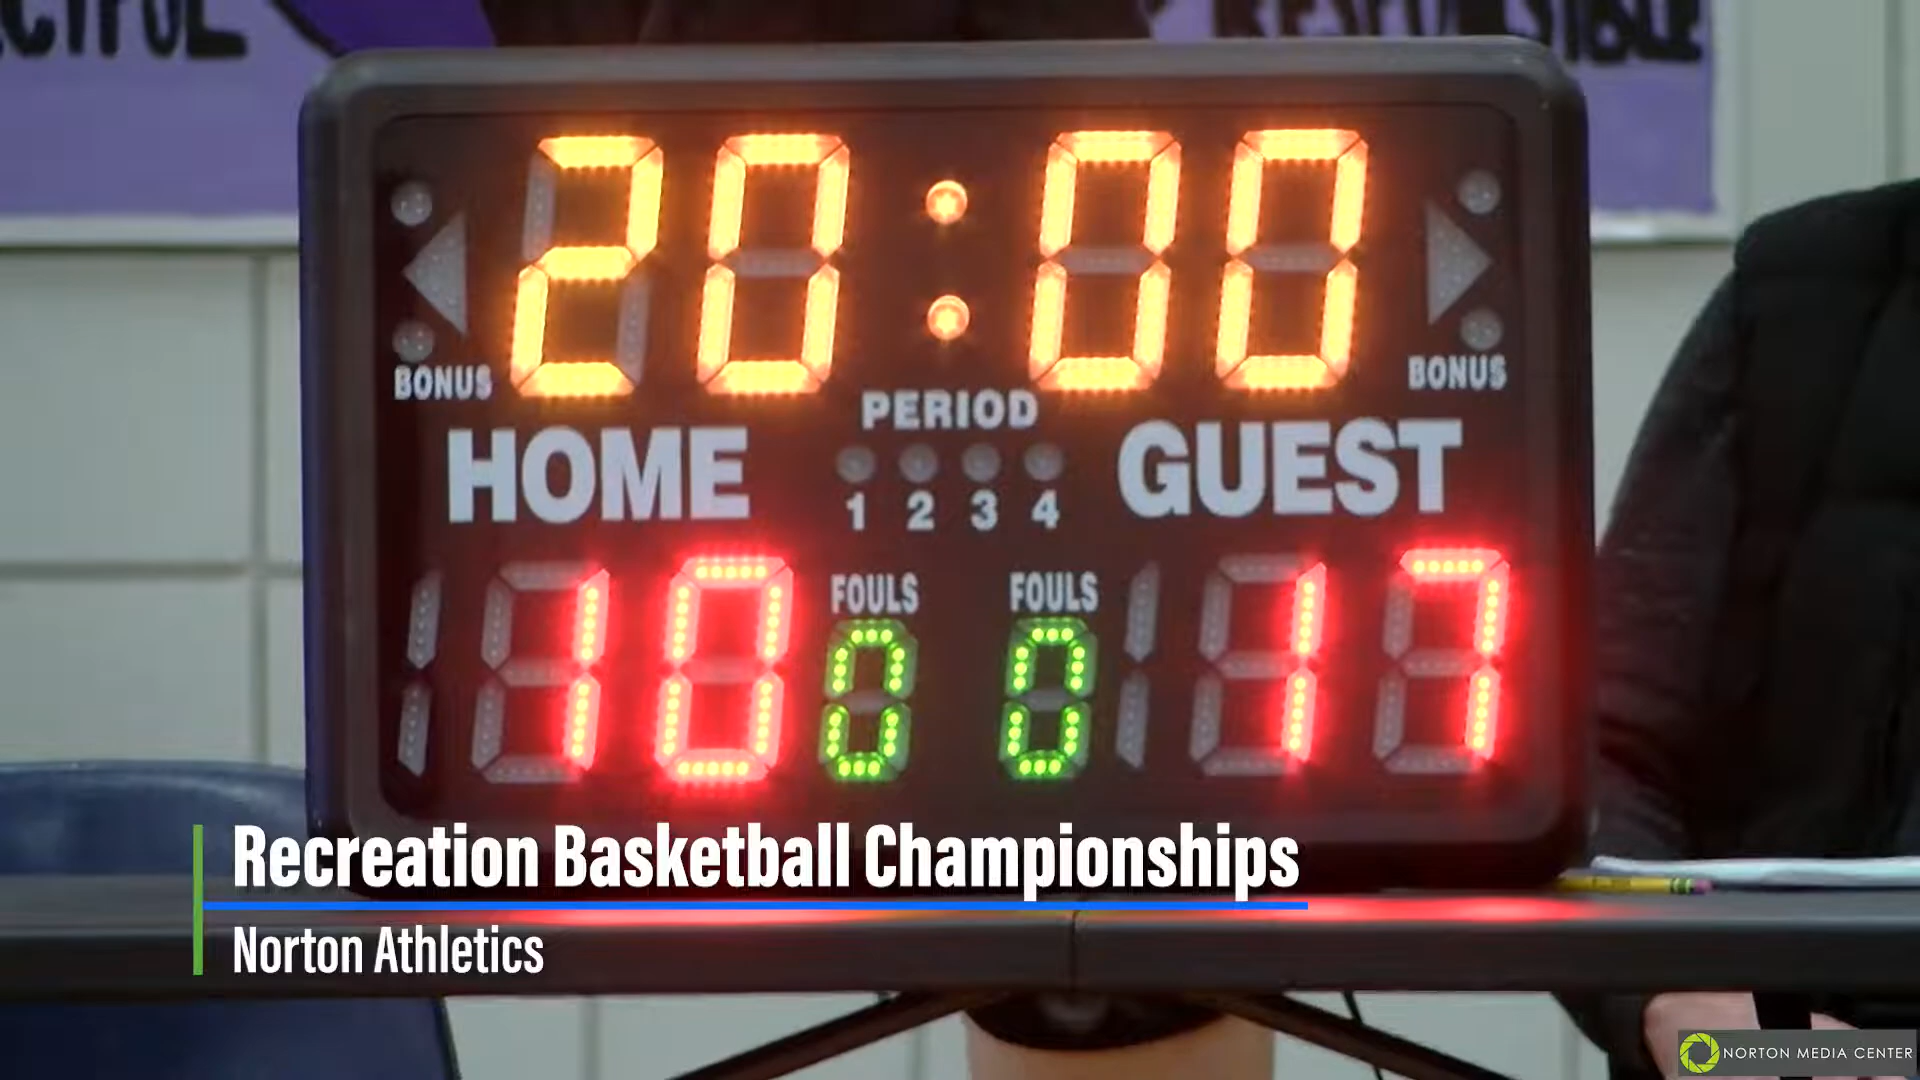 RESPONSIBLE
20:00
BONUS
BONUS
PERIOD
HOME
GUEST
1 2 3 4
FOULS
FOULS
10
0
0
17
Recreation Basketball Championships
Norton Athletics
NORTON MEDIA CENTER